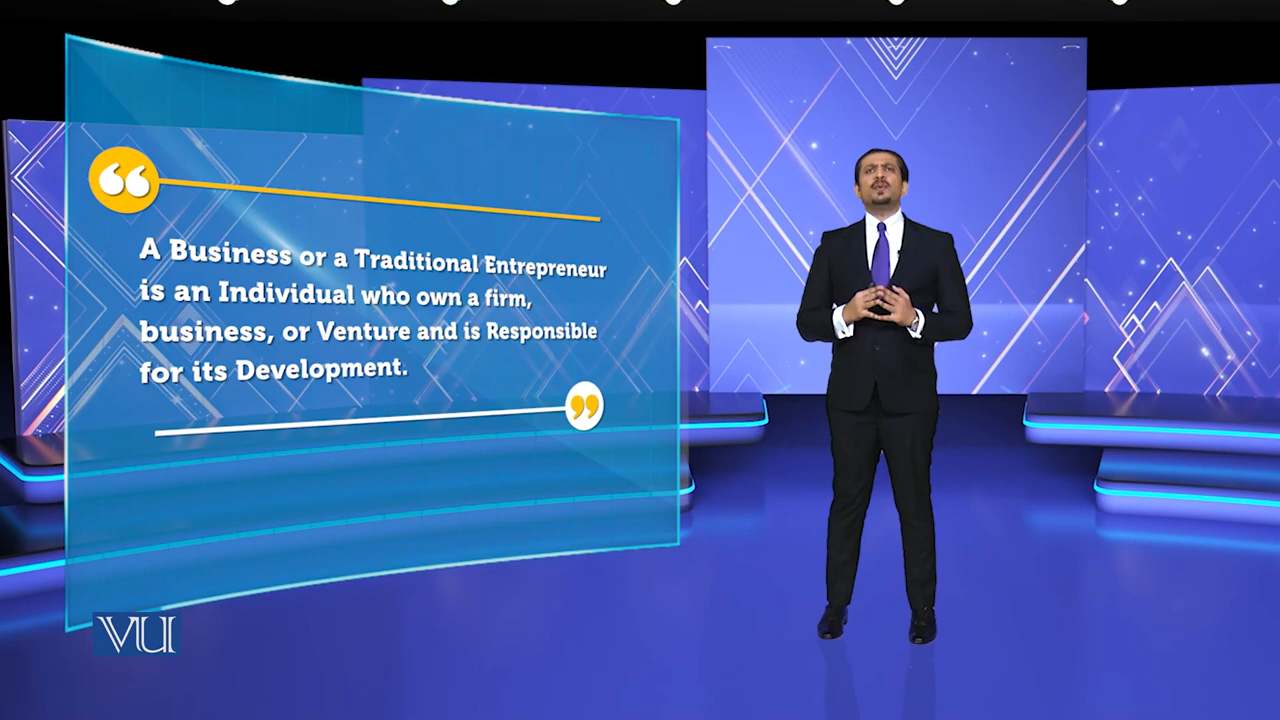 A Business or a Traditional Entrepreneur
is an Individual who own a firm,
business, or Venture and is Responsible
for its Development.
VU